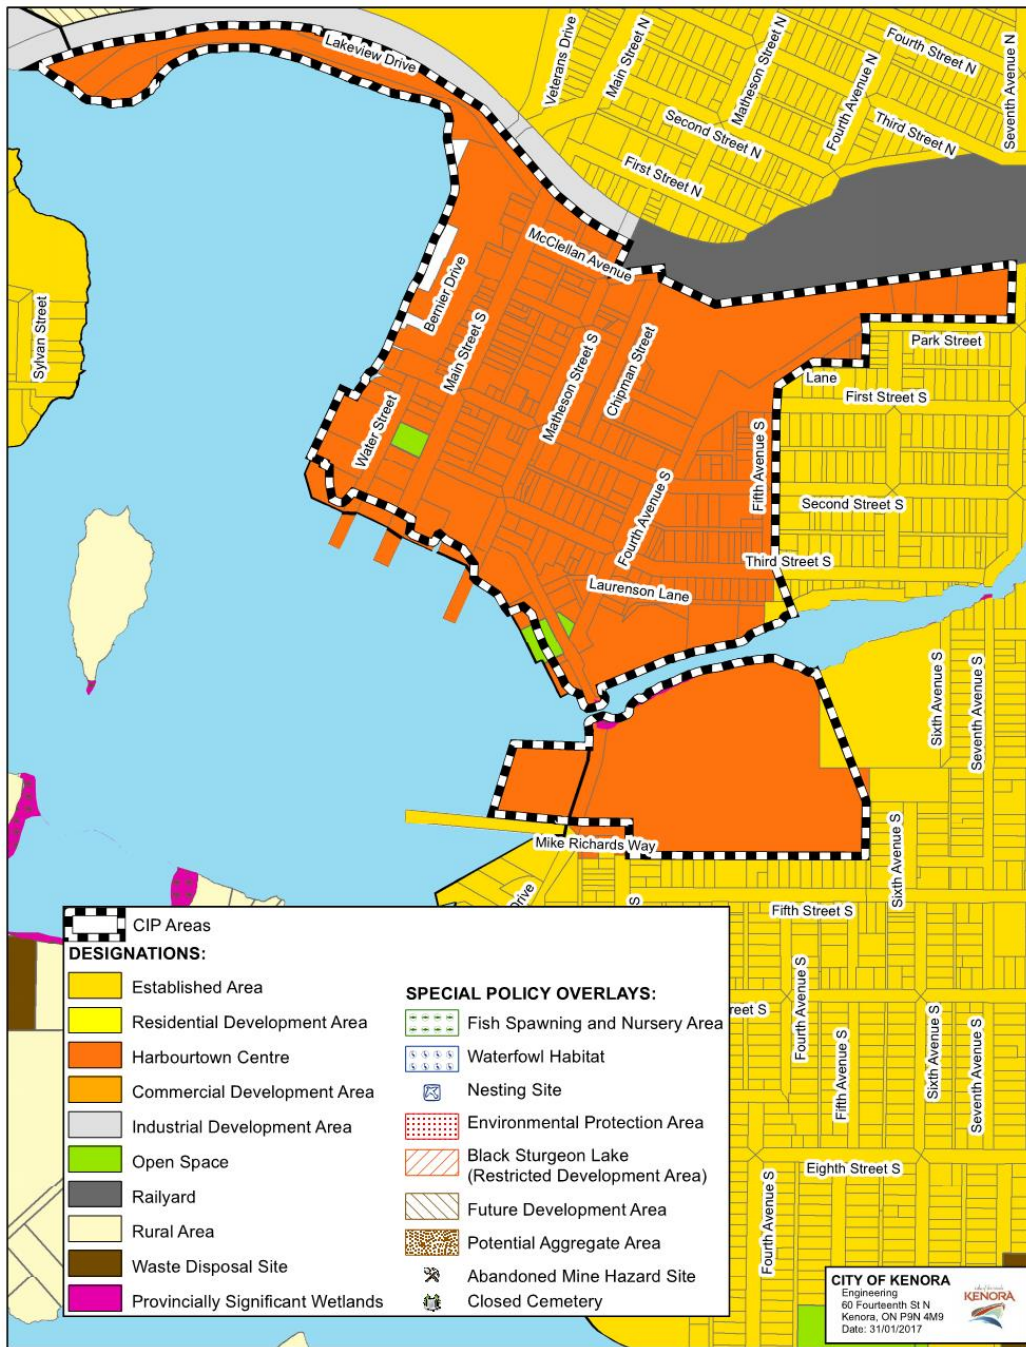 Lakeview Drive
Veterans Drive
Main Street N
Matheson Street N
Fourth Street N
Fourth Avenue N
Seventh Avenue N
Second Street N
Third Street N
First Street N
McClellan Avenue
Bernier Drive
Main Street S
Sylvan Street
Matheson Street S
Chipman Street
Park Street
Lane
First Street S
Water Street
Fifth Avenue S
Fourth Avenue S
Second Street S
Third Street S
Laurenson Lane
Sixth Avenue S
Seventh Avenue S
Mike Richards Way
Sixth Avenue S
Drive
S
Fifth Street S
Fourth Avenue S
reet S
Fifth Avenue S
Sixth Avenue S
Seventh Avenue S
Eighth Street S
Fourth Avenue S
CIP Areas
DESIGNATIONS:
Established Area
Residential Development Area
Harbourtown Centre
Commercial Development Area
Industrial Development Area
Open Space
Railyard
Rural Area
Waste Disposal Site
Provincially Significant Wetlands
SPECIAL POLICY OVERLAYS:
Fish Spawning and Nursery Area
Waterfowl Habitat
Nesting Site
Environmental Protection Area
Black Sturgeon Lake
(Restricted Development Area)
Future Development Area
Potential Aggregate Area
Abandoned Mine Hazard Site
Closed Cemetery
CITY OF KENORA
Engineering
60 Fourteenth St N
Kenora, ON P9N 4M9
Date: 31/01/2017
KENORA